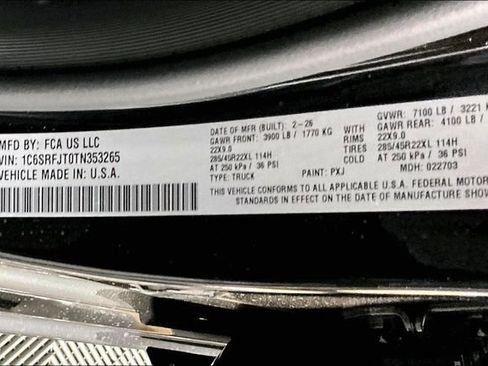 MFD BY: FCA US LLC
VIN: 1C6SRFJT0TN353265
VEHICLE MADE IN U.S.A.
DATE OF MFR (BUILT): 2-26
GAWR FRONT: 3900 LB / 1770 KG
22X9.0
285/45R22XL 114H
AT 250 kPa / 36 PSI
TYPE: TRUCK
PAINT: PXJ
WITH
RIMS
TIRES
COLD
GVWR: 7100 LB / 3221 K
GAWR REAR: 4100 LB /
22X9.0
285/45R22XL 114H
AT 250 kPa / 36 PSI
MDH: 022703
THIS VEHICLE CONFORMS TO ALL APPLICABLE U.S.A. FEDERAL MOTOR
STANDARDS IN EFFECT ON THE DATE OF MANUFACTURE SHOW